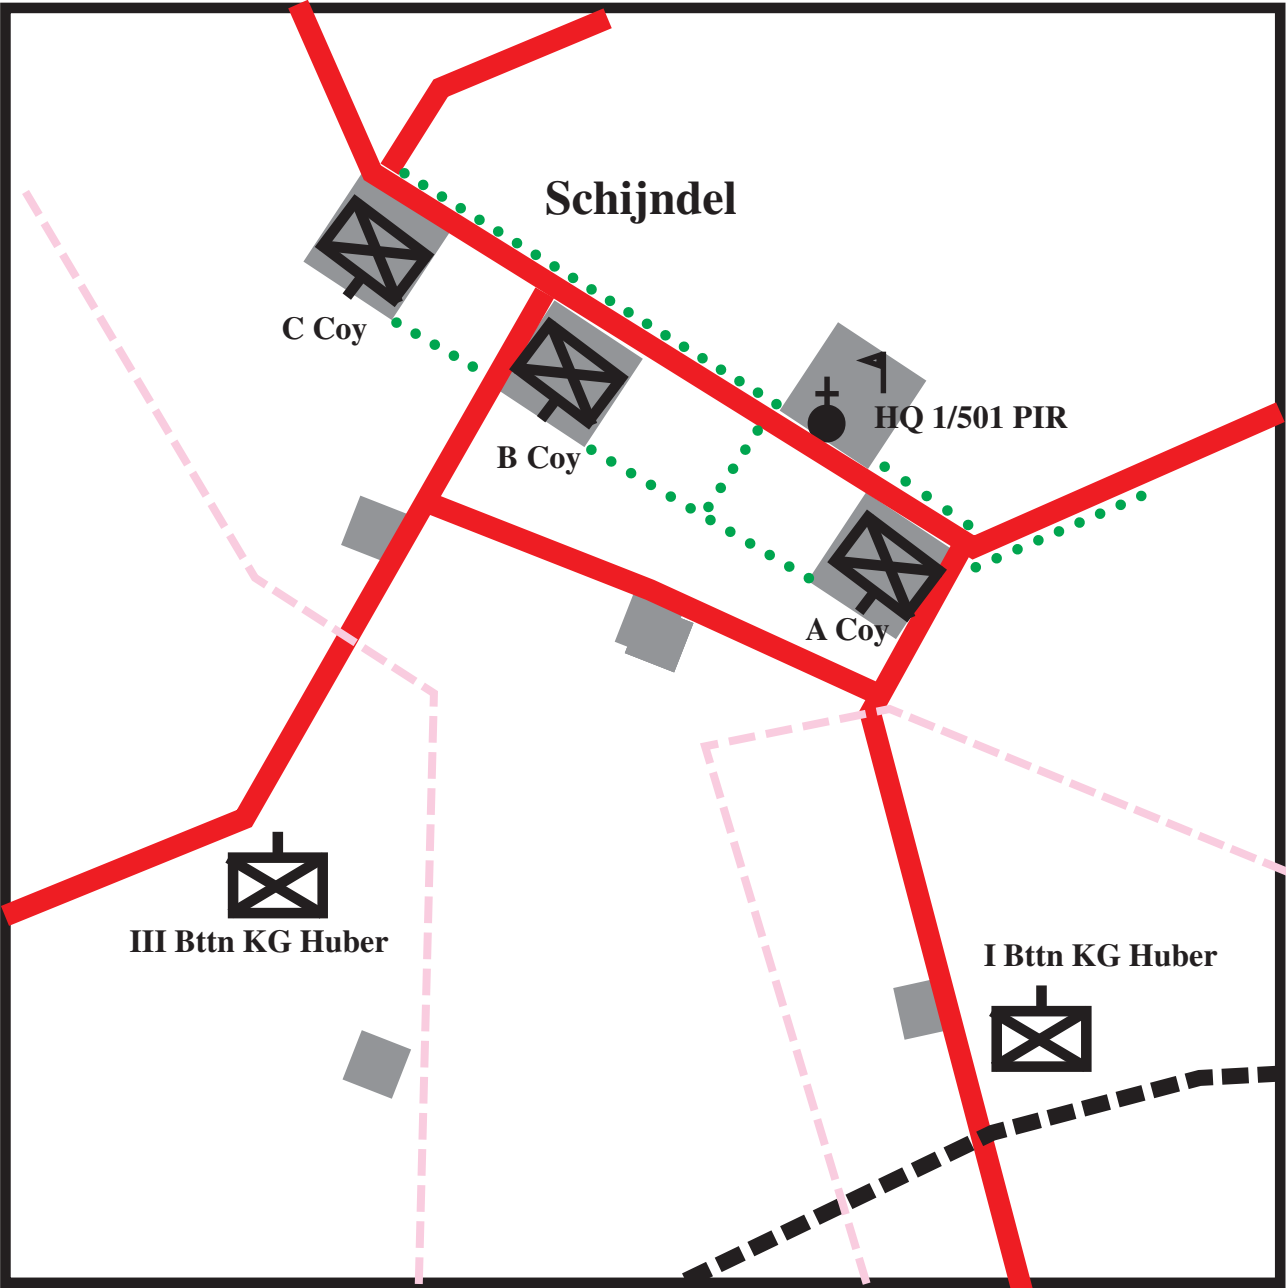 Schijndel
C Coy
HQ 1/501 PIR
B Coy
A Coy
III Bttn KG Huber
I Bttn KG Huber